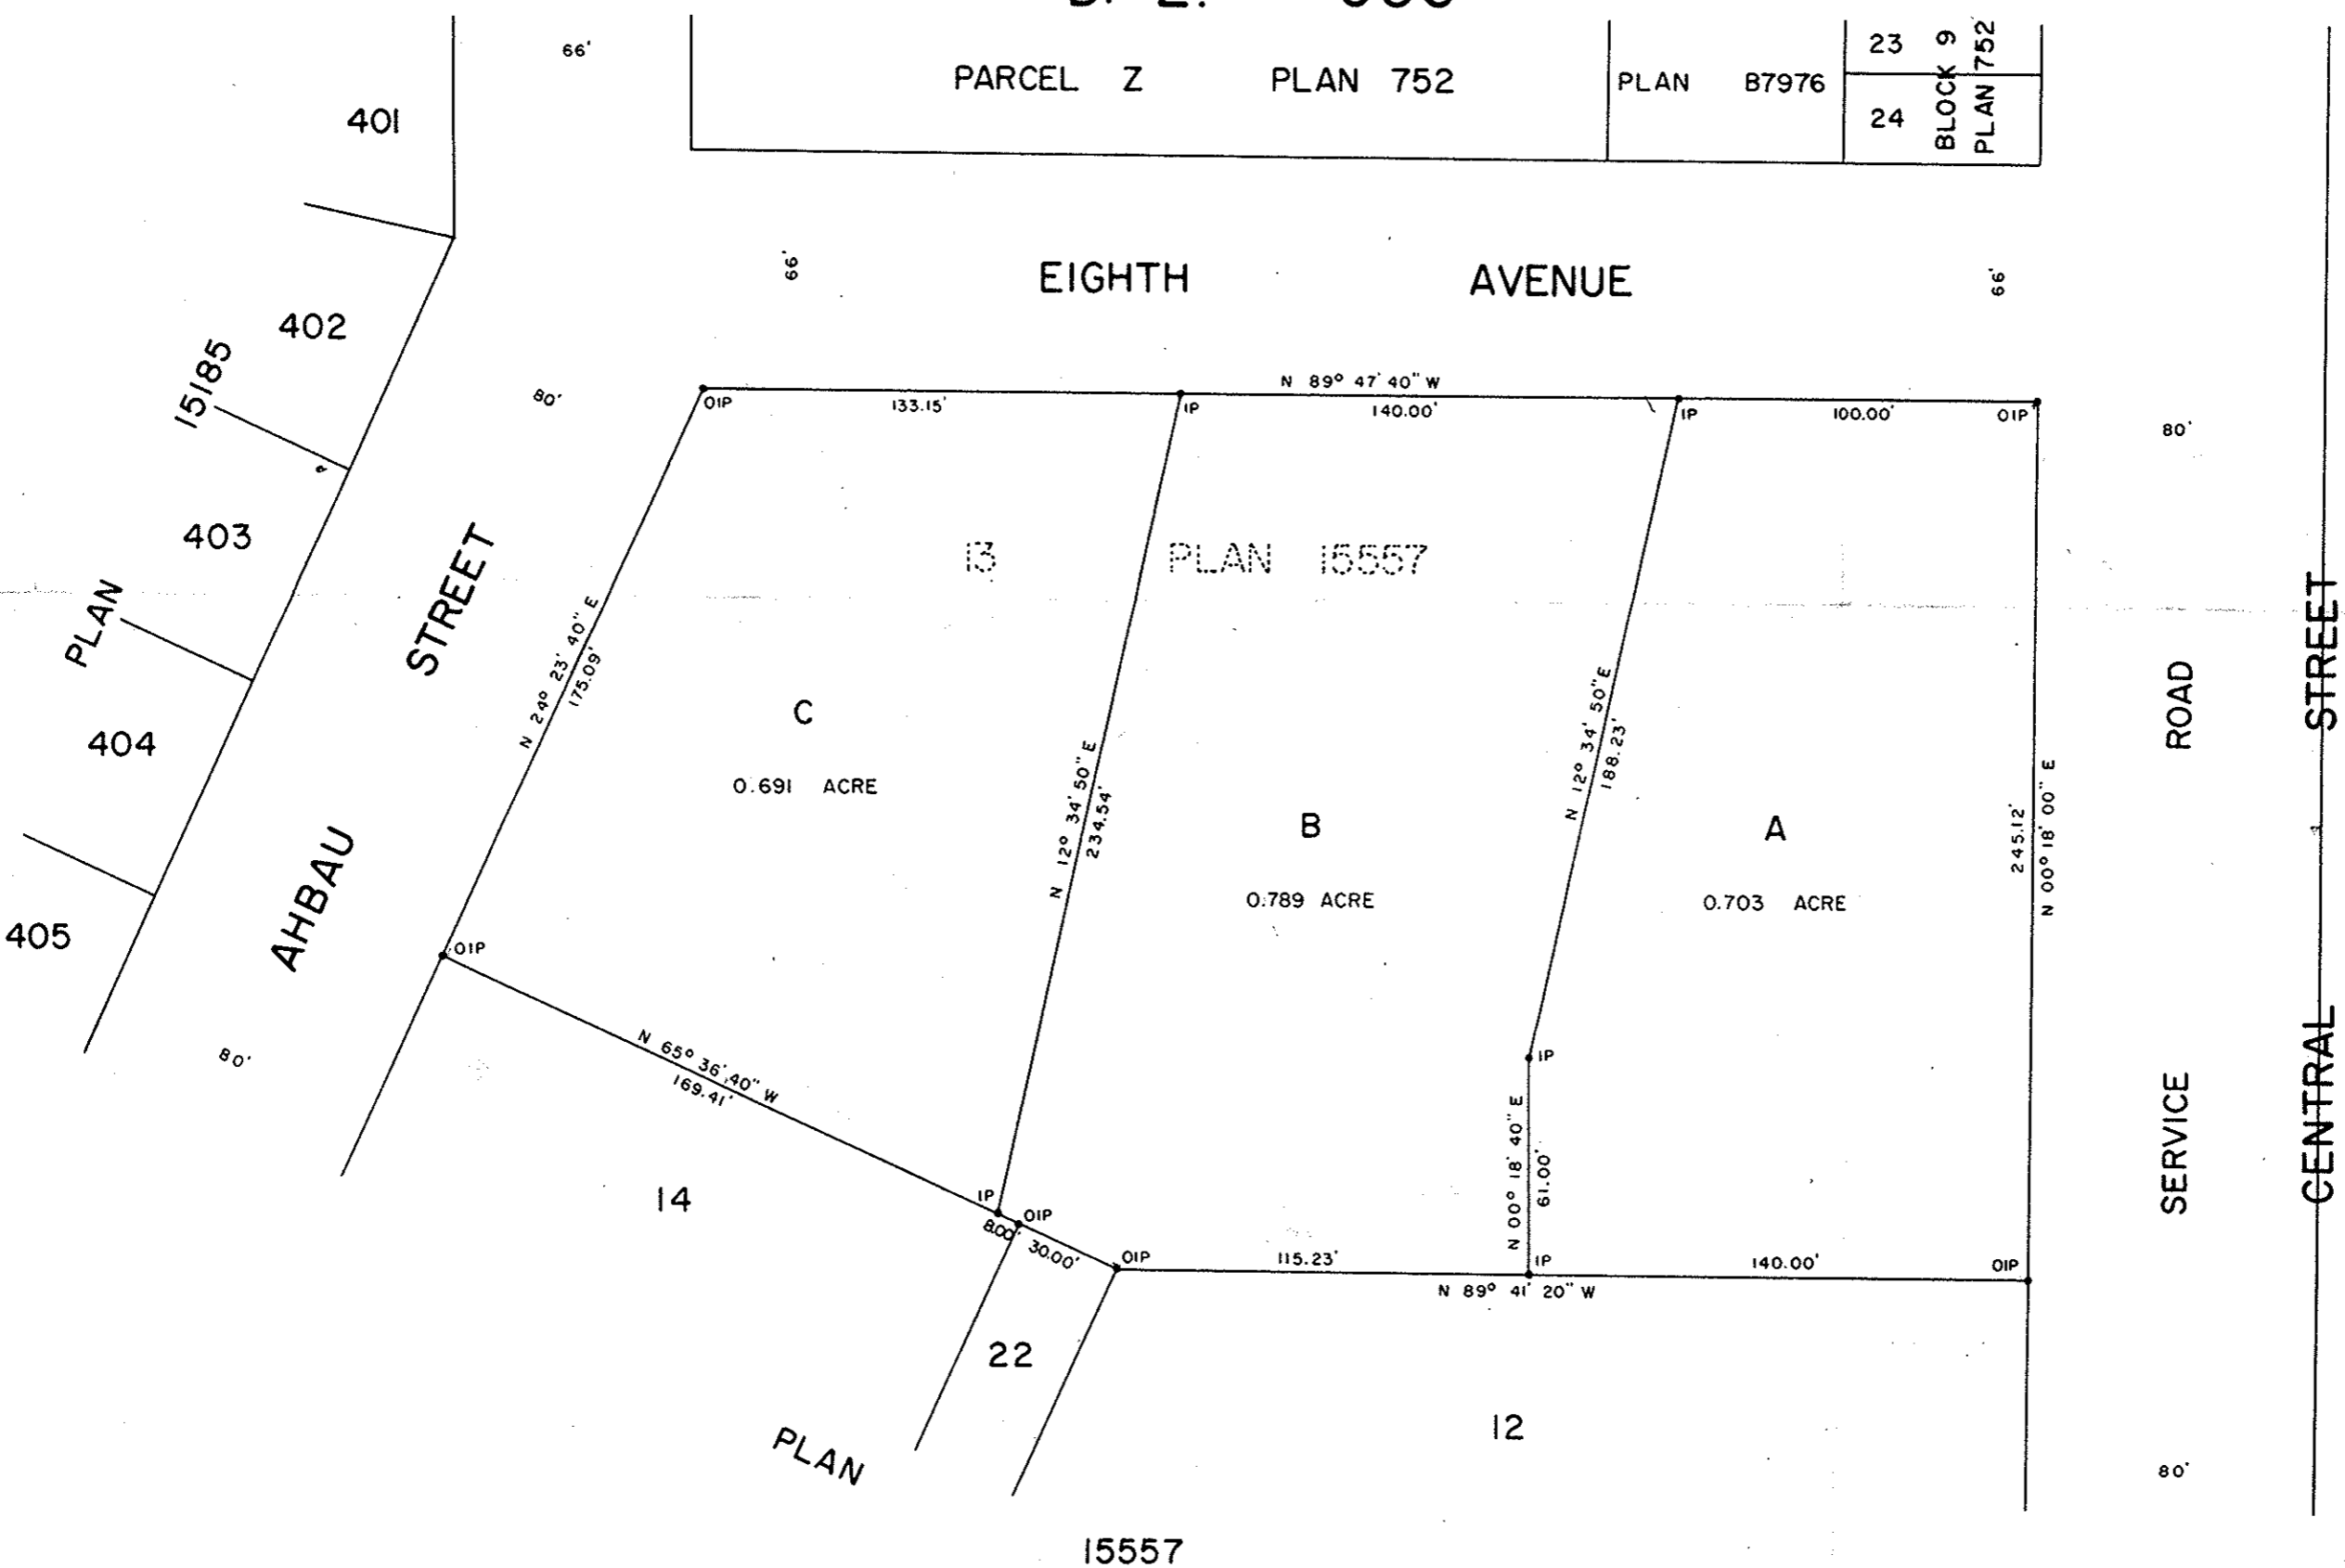 66'
PARCEL Z PLAN 752
PLAN B7976
23
24
BLOCK 9
PLAN 752
401
402
15185
403
PLAN
404
405
66'
EIGHTH AVENUE
66'
80'
N 89° 47' 40" W
OIP 133.15' IP 140.00' IP 100.00' OIP
80'
13 PLAN 15557
STREET
AHBAU
N 24° 23' 40" E
175.09'
C
0.691 ACRE
N 12° 34' 50" E
234.54'
B
0.789 ACRE
N 12° 34' 50" E
188.23'
A
0.703 ACRE
245.12'
N 00° 18' 00" E
ROAD
SERVICE
STREET
CENTRAL
OIP
80'
N 65° 36' 40" W
169.41'
IP
N 00° 18' 40" E
61.00'
14
IP
OIP
8.00'
30.00'
OIP
115.23'
IP
140.00'
OIP
N 89° 41' 20" W
22
12
PLAN
80'
15557